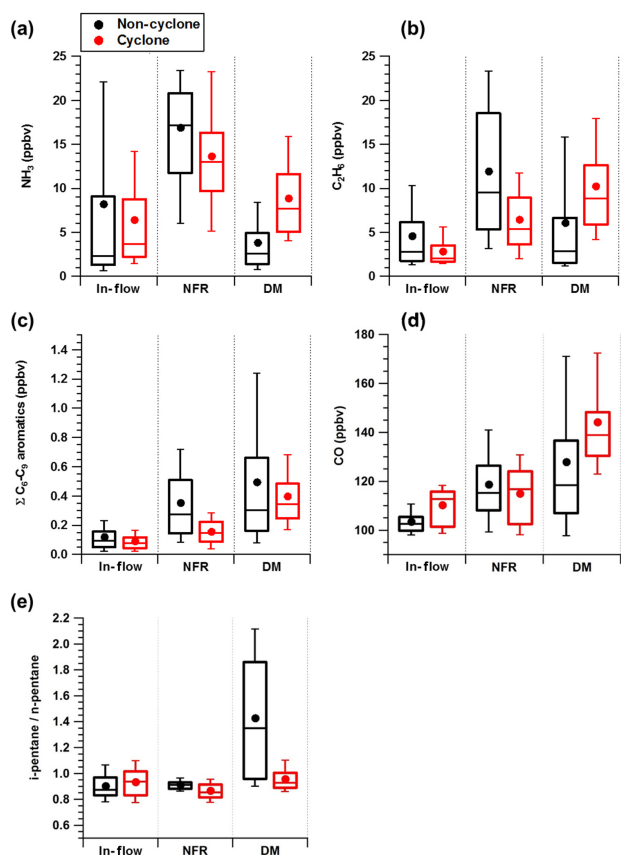 Non-cyclone
Cyclone
(a)
25
20
15
10
5
0
NH₃ (ppbv)
In-flow NFR DM
(b)
25
20
15
10
5
0
C₂H₆ (ppbv)
In-flow NFR DM
(c)
1.4
1.2
1.0
0.8
0.6
0.4
0.2
0.0
Σ C₆-C₉ aromatics (ppbv)
In-flow NFR DM
(d)
180
160
140
120
100
CO (ppbv)
In-flow NFR DM
(e)
2.2
2.0
1.8
1.6
1.4
1.2
1.0
0.8
0.6
i-pentane / n-pentane
In-flow NFR DM